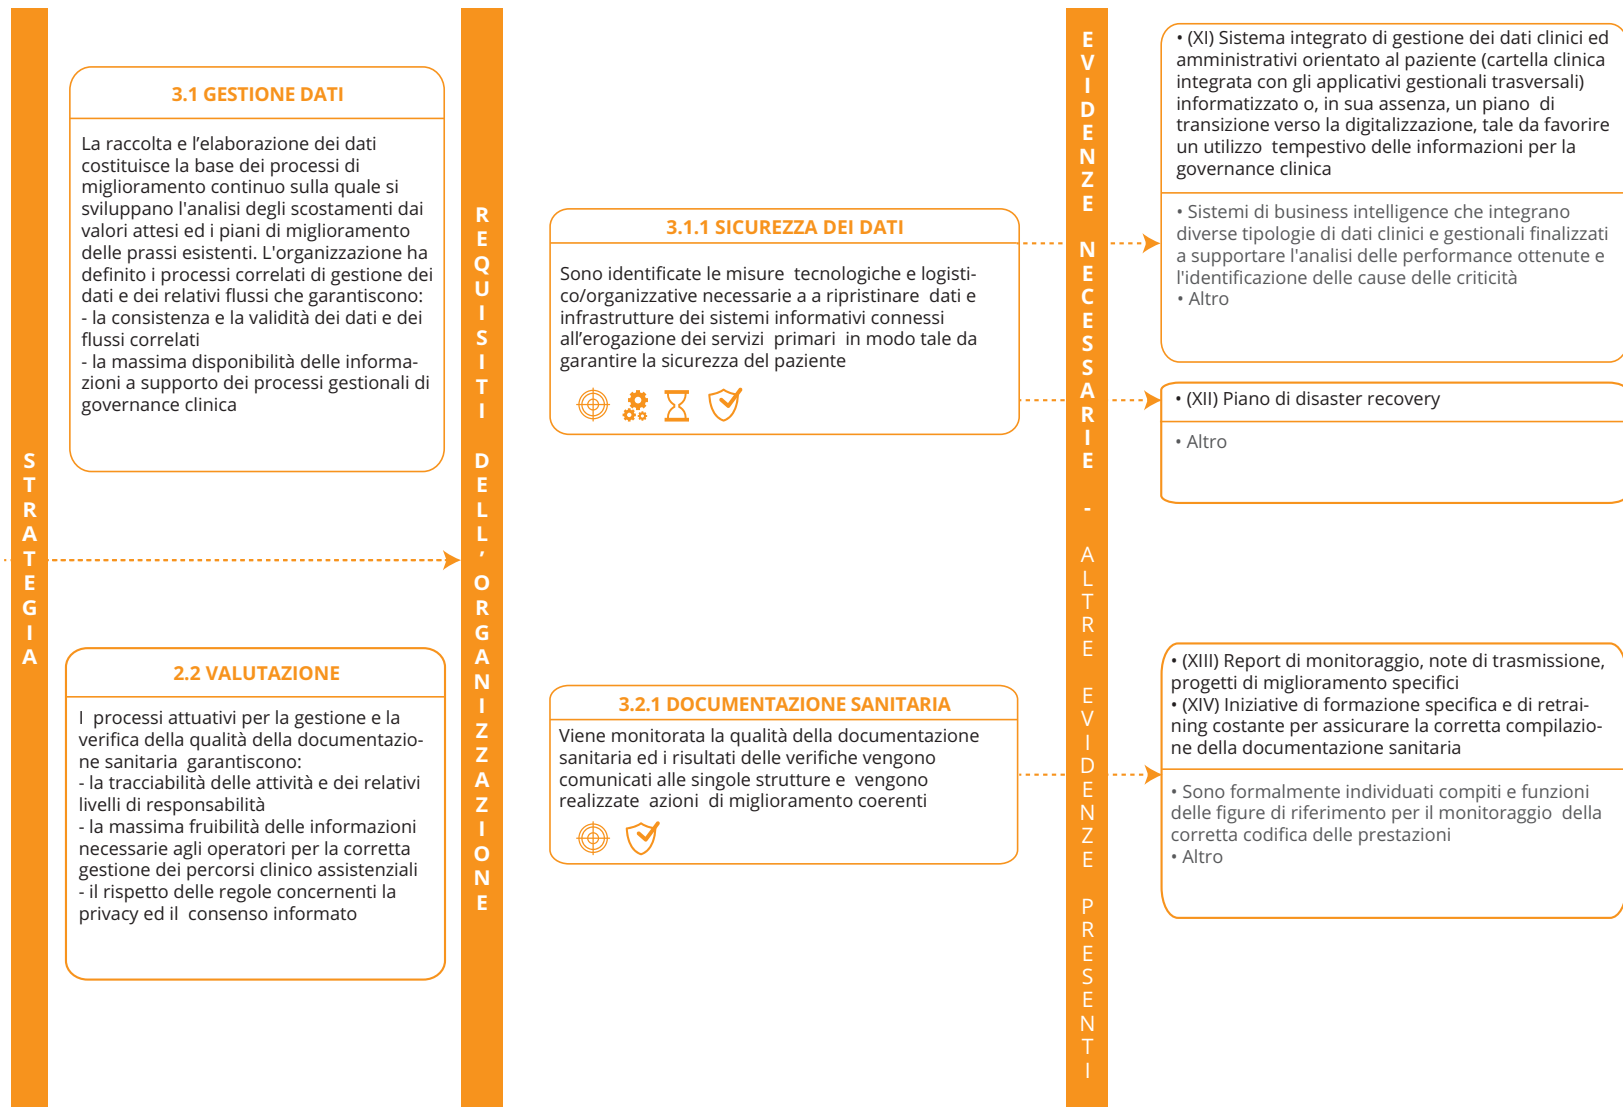 STRATEGIA
3.1 GESTIONE DATI
La raccolta e l’elaborazione dei dati
costituisce la base dei processi di
miglioramento continuo sulla quale si
sviluppano l'analisi degli scostamenti dai
valori attesi ed i piani di miglioramento
delle prassi esistenti. L'organizzazione ha
definito i processi correlati di gestione dei
dati e dei relativi flussi che garantiscono:
- la consistenza e la validità dei dati e dei
flussi correlati
- la massima disponibilità delle informa-
zioni a supporto dei processi gestionali di
governance clinica
2.2 VALUTAZIONE
I processi attuativi per la gestione e la
verifica della qualità della documentazio-
ne sanitaria garantiscono:
- la tracciabilità delle attività e dei relativi
livelli di responsabilità
- la massima fruibilità delle informazioni
necessarie agli operatori per la corretta
gestione dei percorsi clinico assistenziali
- il rispetto delle regole concernenti la
privacy ed il consenso informato
REQUISITI DELL’ORGANIZZAZIONE
3.1.1 SICUREZZA DEI DATI
Sono identificate le misure tecnologiche e logisti-
co/organizzative necessarie a a ripristinare dati e
infrastrutture dei sistemi informativi connessi
all’erogazione dei servizi primari in modo tale da
garantire la sicurezza del paziente
3.2.1 DOCUMENTAZIONE SANITARIA
Viene monitorata la qualità della documentazione
sanitaria ed i risultati delle verifiche vengono
comunicati alle singole strutture e vengono
realizzate azioni di miglioramento coerenti
EVIDENZE NECESSARIE - ALTRE EVIDENZE PRESENTI
• (XI) Sistema integrato di gestione dei dati clinici ed
amministrativi orientato al paziente (cartella clinica
integrata con gli applicativi gestionali trasversali)
informatizzato o, in sua assenza, un piano di
transizione verso la digitalizzazione, tale da favorire
un utilizzo tempestivo delle informazioni per la
governance clinica
• Sistemi di business intelligence che integrano
diverse tipologie di dati clinici e gestionali finalizzati
a supportare l'analisi delle performance ottenute e
l'identificazione delle cause delle criticità
• Altro
• (XII) Piano di disaster recovery
• Altro
• (XIII) Report di monitoraggio, note di trasmissione,
progetti di miglioramento specifici
• (XIV) Iniziative di formazione specifica e di retrai-
ning costante per assicurare la corretta compilazio-
ne della documentazione sanitaria
• Sono formalmente individuati compiti e funzioni
delle figure di riferimento per il monitoraggio della
corretta codifica delle prestazioni
• Altro